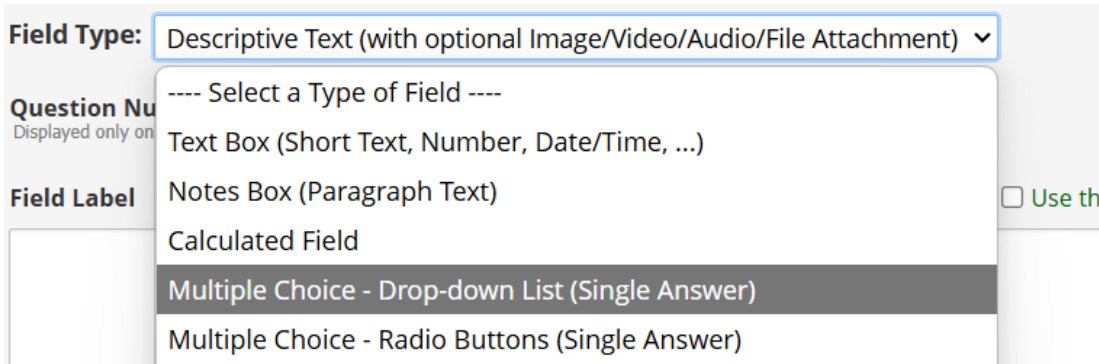 Field Type: Descriptive Text (with optional Image/Video/Audio/File Attachment)
---- Select a Type of Field ----
Question Nu
Displayed only on
Text Box (Short Text, Number, Date/Time, ...)
Notes Box (Paragraph Text)
Field Label
Use th
Calculated Field
Multiple Choice - Drop-down List (Single Answer)
Multiple Choice - Radio Buttons (Single Answer)